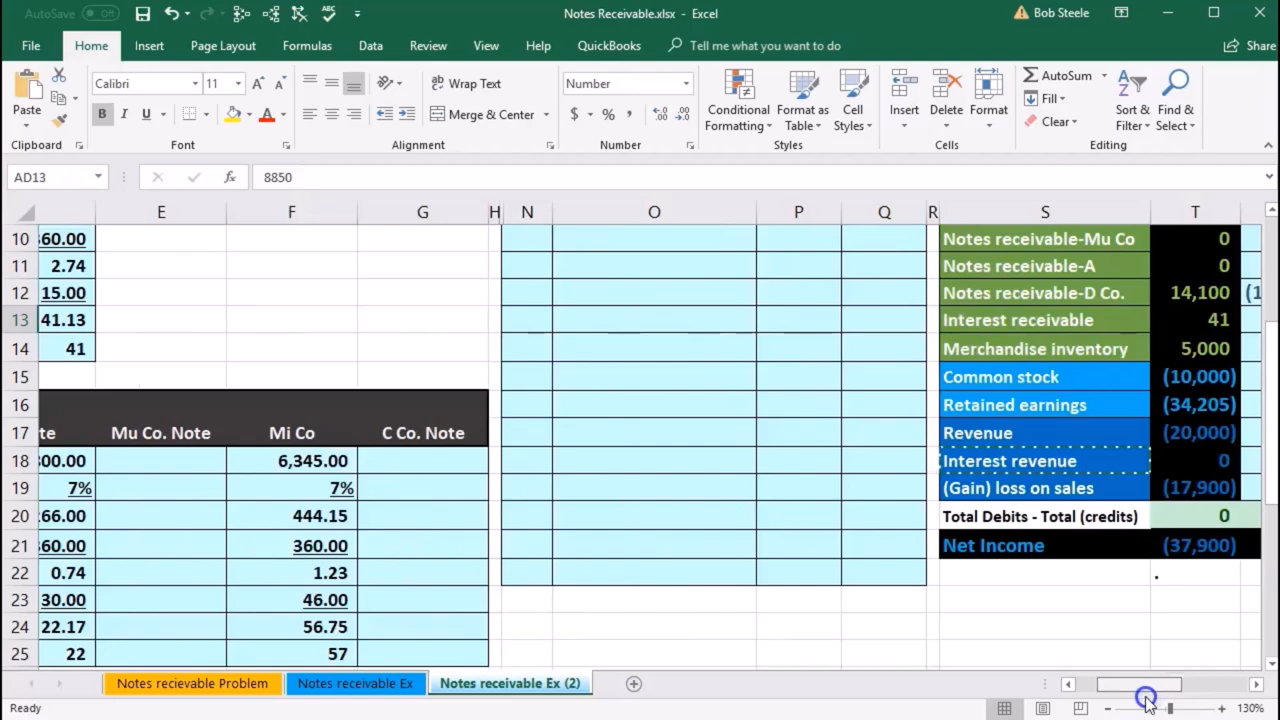 AutoSave Off
ABC
Notes Receivable.xlsx - Excel
Bob Steele
File Home Insert Page Layout Formulas Data Review View Help QuickBooks Tell me what you want to do Share
Calibri 11 A A ab Wrap Text Number AutoSum
Paste B I U A Merge & Center $ % , Conditional Formatting Format as Table Cell Styles Insert Delete Format Fill Clear Sort & Filter Find & Select
Clipboard Font Alignment Number Styles Cells Editing
AD13 fx 8850
E F G H N O P Q R S T
10 60.00 Notes receivable-Mu Co 0
11 2.74 Notes receivable-A 0
12 15.00 Notes receivable-D Co. 14,100 (1
13 41.13 Interest receivable 41
14 41 Merchandise inventory 5,000
15 Common stock (10,000)
16 Retained earnings (34,205)
17 te Mu Co. Note Mi Co C Co. Note Revenue (20,000)
18 00.00 6,345.00 Interest revenue 0
19 7% 7% (Gain) loss on sales (17,900)
20 66.00 444.15 Total Debits - Total (credits) 0
21 60.00 360.00 Net Income (37,900)
22 0.74 1.23 .
23 30.00 46.00
24 22.17 56.75
25 22 57
Notes recievable Problem Notes receivable Ex Notes receivable Ex (2)
Ready 130%